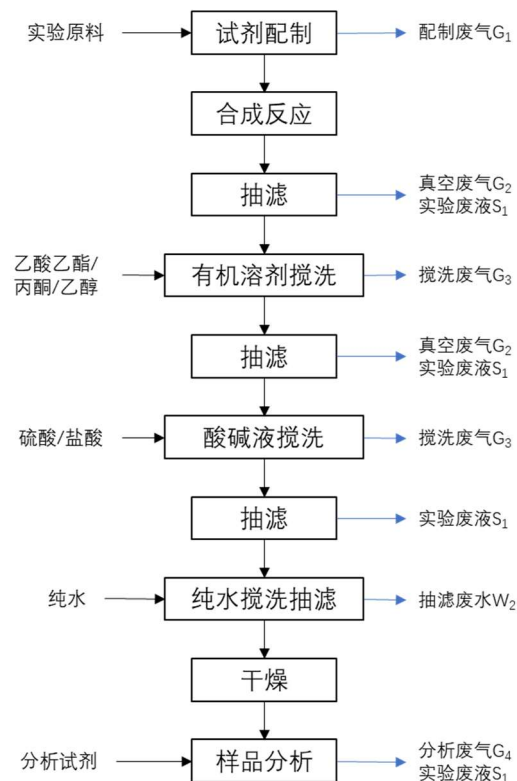 实验原料
试剂配制
配制废气G₁
合成反应
抽滤
真空废气G₂
实验废液S₁
乙酸乙酯/
丙酮/乙醇
有机溶剂搅洗
搅洗废气G₃
抽滤
真空废气G₂
实验废液S₁
硫酸/盐酸
酸碱液搅洗
搅洗废气G₃
抽滤
实验废液S₁
纯水
纯水搅洗抽滤
抽滤废水W₂
干燥
分析试剂
样品分析
分析废气G₄
实验废液S₁